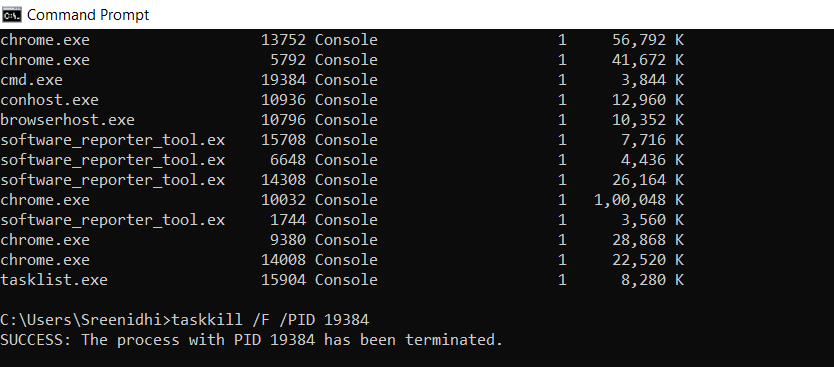 Command Prompt
chrome.exe 13752 Console 1 56,792 K
chrome.exe 5792 Console 1 41,672 K
cmd.exe 19384 Console 1 3,844 K
conhost.exe 10936 Console 1 12,960 K
browserhost.exe 10796 Console 1 10,352 K
software_reporter_tool.ex 15708 Console 1 7,716 K
software_reporter_tool.ex 6648 Console 1 4,436 K
software_reporter_tool.ex 14308 Console 1 26,164 K
chrome.exe 10032 Console 1 1,00,048 K
software_reporter_tool.ex 1744 Console 1 3,560 K
chrome.exe 9380 Console 1 28,868 K
chrome.exe 14008 Console 1 22,520 K
tasklist.exe 15904 Console 1 8,280 K
C:\Users\Sreenidhi>taskkill /F /PID 19384
SUCCESS: The process with PID 19384 has been terminated.